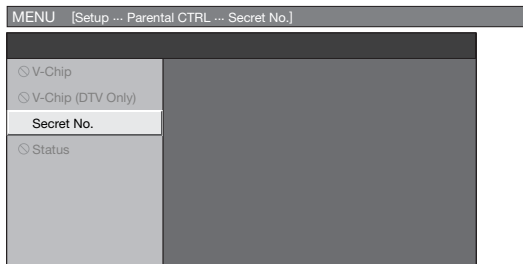 MENU [Setup ... Parental CTRL ... Secret No.]
V-Chip
V-Chip (DTV Only)
Secret No.
Status